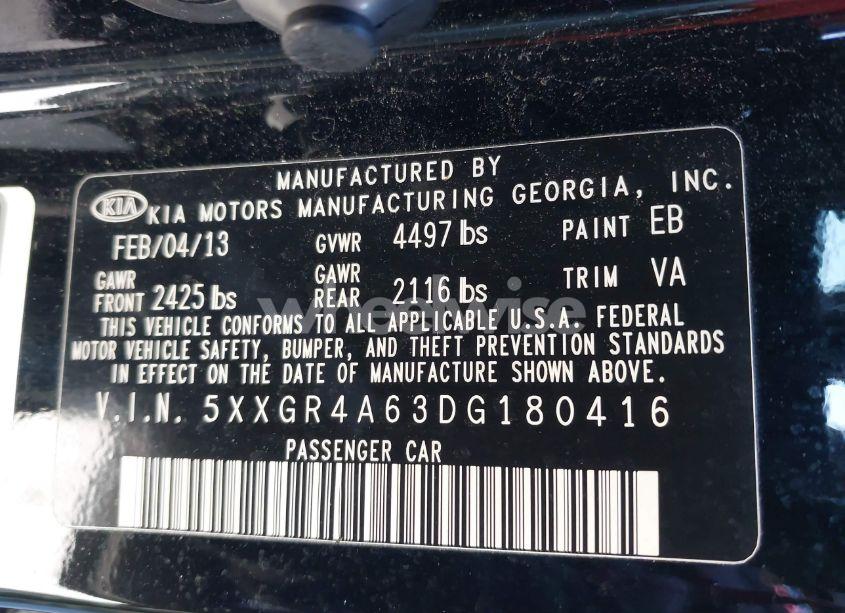 MANUFACTURED BY
KIA KIA MOTORS MANUFACTURING GEORGIA, INC.
FEB/04/13 GVWR 4497 lbs PAINT EB
GAWR FRONT 2425 lbs GAWR REAR 2116 lbs TRIM VA
THIS VEHICLE CONFORMS TO ALL APPLICABLE U.S.A. FEDERAL
MOTOR VEHICLE SAFETY, BUMPER, AND THEFT PREVENTION STANDARDS
IN EFFECT ON THE DATE OF MANUFACTURE SHOWN ABOVE.
V.I.N. 5XXGR4A63DG180416
PASSENGER CAR
wheelwise